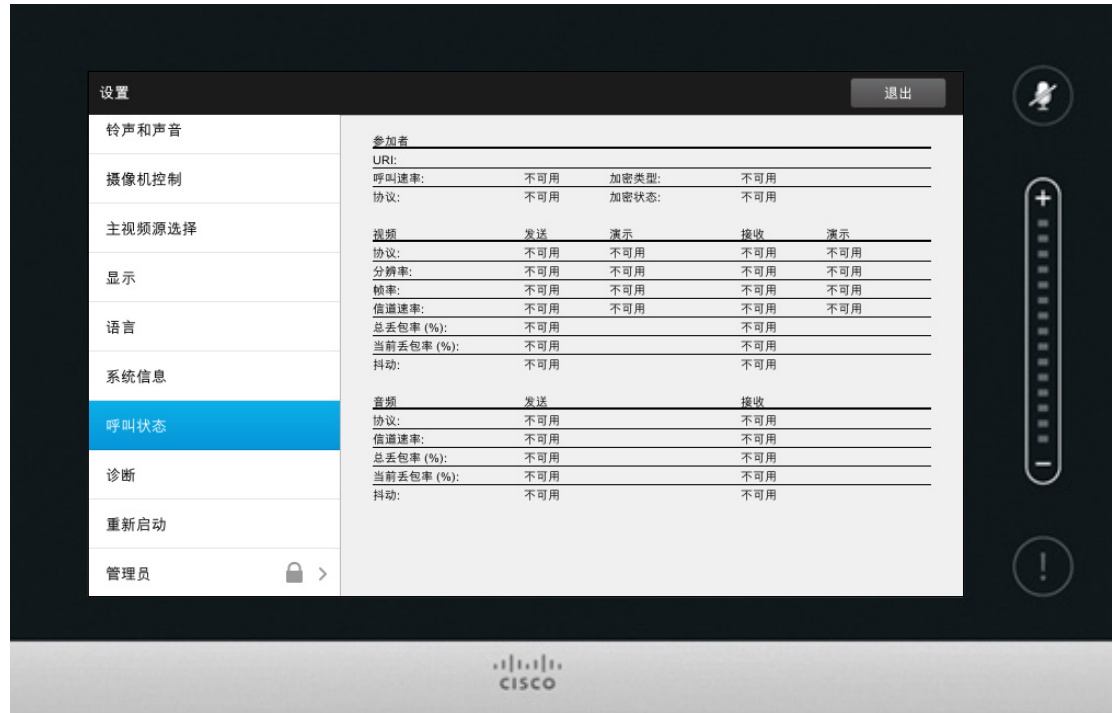 设置
退出
铃声和声音
摄像机控制
主视频源选择
显示
语言
系统信息
呼叫状态
诊断
重新启动
管理员
参加者
URI:
呼叫速率: 不可用 加密类型: 不可用
协议: 不可用 加密状态: 不可用
视频 发送 演示 接收 演示
协议: 不可用 不可用 不可用 不可用
分辨率: 不可用 不可用 不可用 不可用
帧率: 不可用 不可用 不可用 不可用
信道速率: 不可用 不可用 不可用 不可用
总丢包率 (%): 不可用 不可用
当前丢包率 (%): 不可用 不可用
抖动: 不可用 不可用
音频 发送 接收
协议: 不可用 不可用
信道速率: 不可用 不可用
总丢包率 (%): 不可用 不可用
当前丢包率 (%): 不可用 不可用
抖动: 不可用 不可用
+
−
!
CISCO